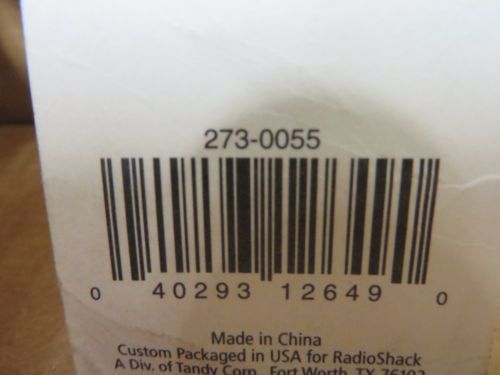 273-0055
0 40293 12649 0
Made in China
Custom Packaged in USA for RadioShack
A Div. of Tandy Corp., Fort Worth, TX 76102